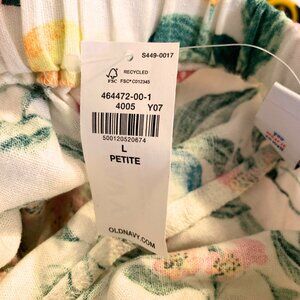 S449-0017
FSC
RECYCLED
FSC® C012345
464472-00-1
4005 Y07
500120520674
L
PETITE
OLDNAVY.COM